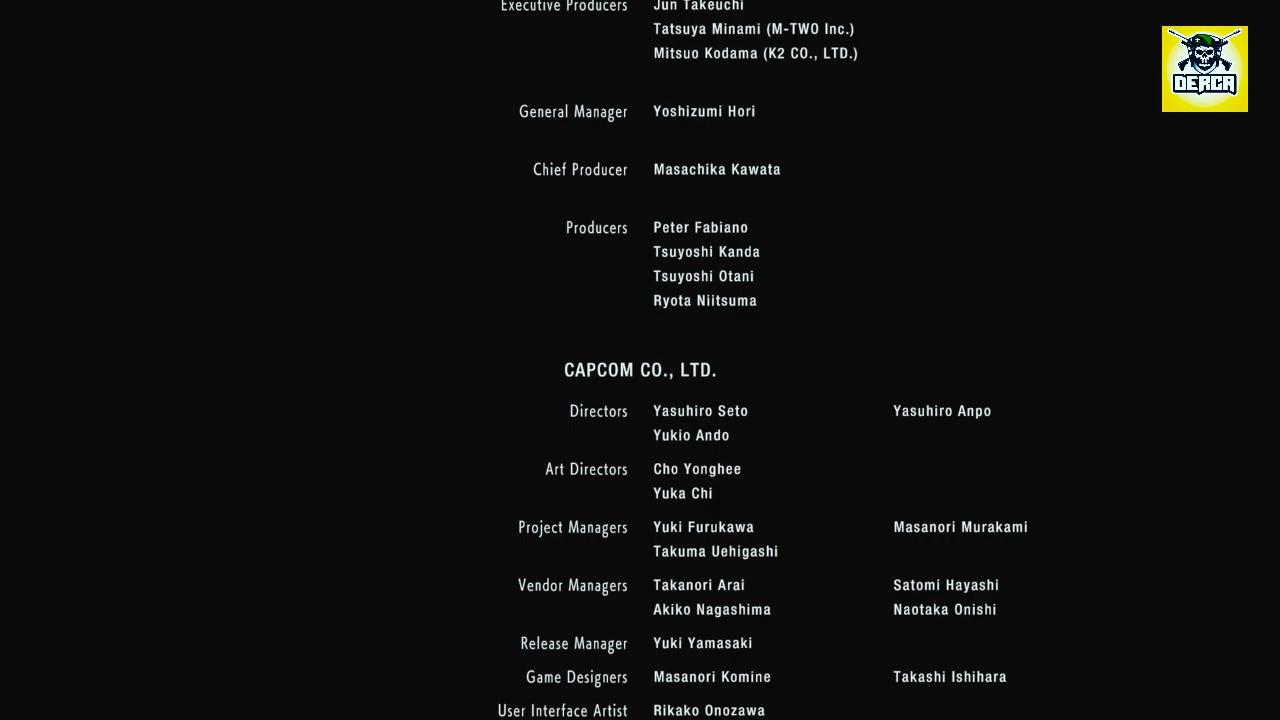 Executive Producers Jun Takeuchi
Tatsuya Minami (M-TWO Inc.)
Mitsuo Kodama (K2 CO., LTD.)
DERCA
General Manager Yoshizumi Hori
Chief Producer Masachika Kawata
Producers Peter Fabiano
Tsuyoshi Kanda
Tsuyoshi Otani
Ryota Niitsuma
CAPCOM CO., LTD.
Directors Yasuhiro Seto Yasuhiro Anpo
Yukio Ando
Art Directors Cho Yonghee
Yuka Chi
Project Managers Yuki Furukawa Masanori Murakami
Takuma Uehigashi
Vendor Managers Takanori Arai Satomi Hayashi
Akiko Nagashima Naotaka Onishi
Release Manager Yuki Yamasaki
Game Designers Masanori Komine Takashi Ishihara
User Interface Artist Rikako Onozawa